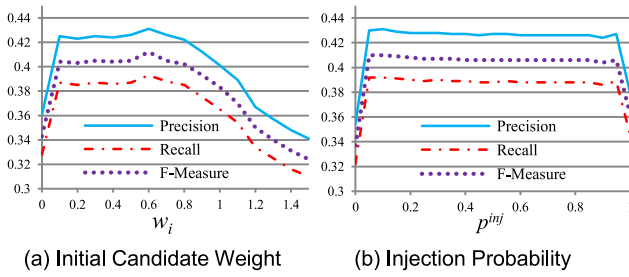 0.44
0.42
0.4
0.38
0.36
0.34
0.32
0.3
Precision
Recall
F-Measure
0 0.2 0.4 0.6 0.8 1 1.2 1.4
w_i
(a) Initial Candidate Weight
0.44
0.42
0.4
0.38
0.36
0.34
0.32
0.3
Precision
Recall
F-Measure
0 0.2 0.4 0.6 0.8 1
p^inj
(b) Injection Probability